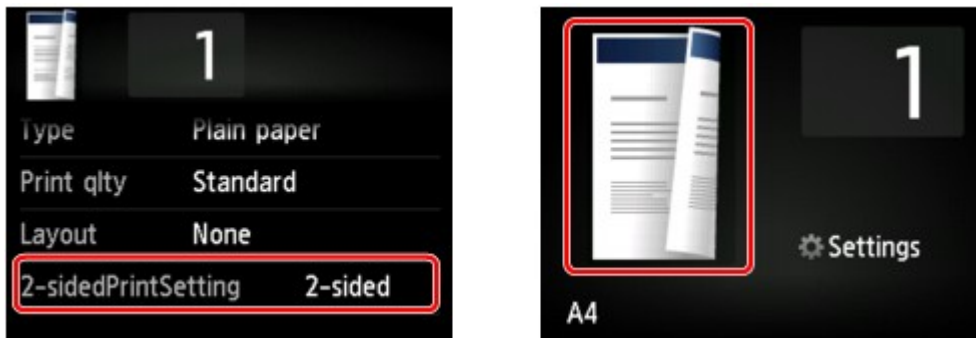 1
Type Plain paper
Print qlty Standard
Layout None
2-sidedPrintSetting 2-sided
1
Settings
A4